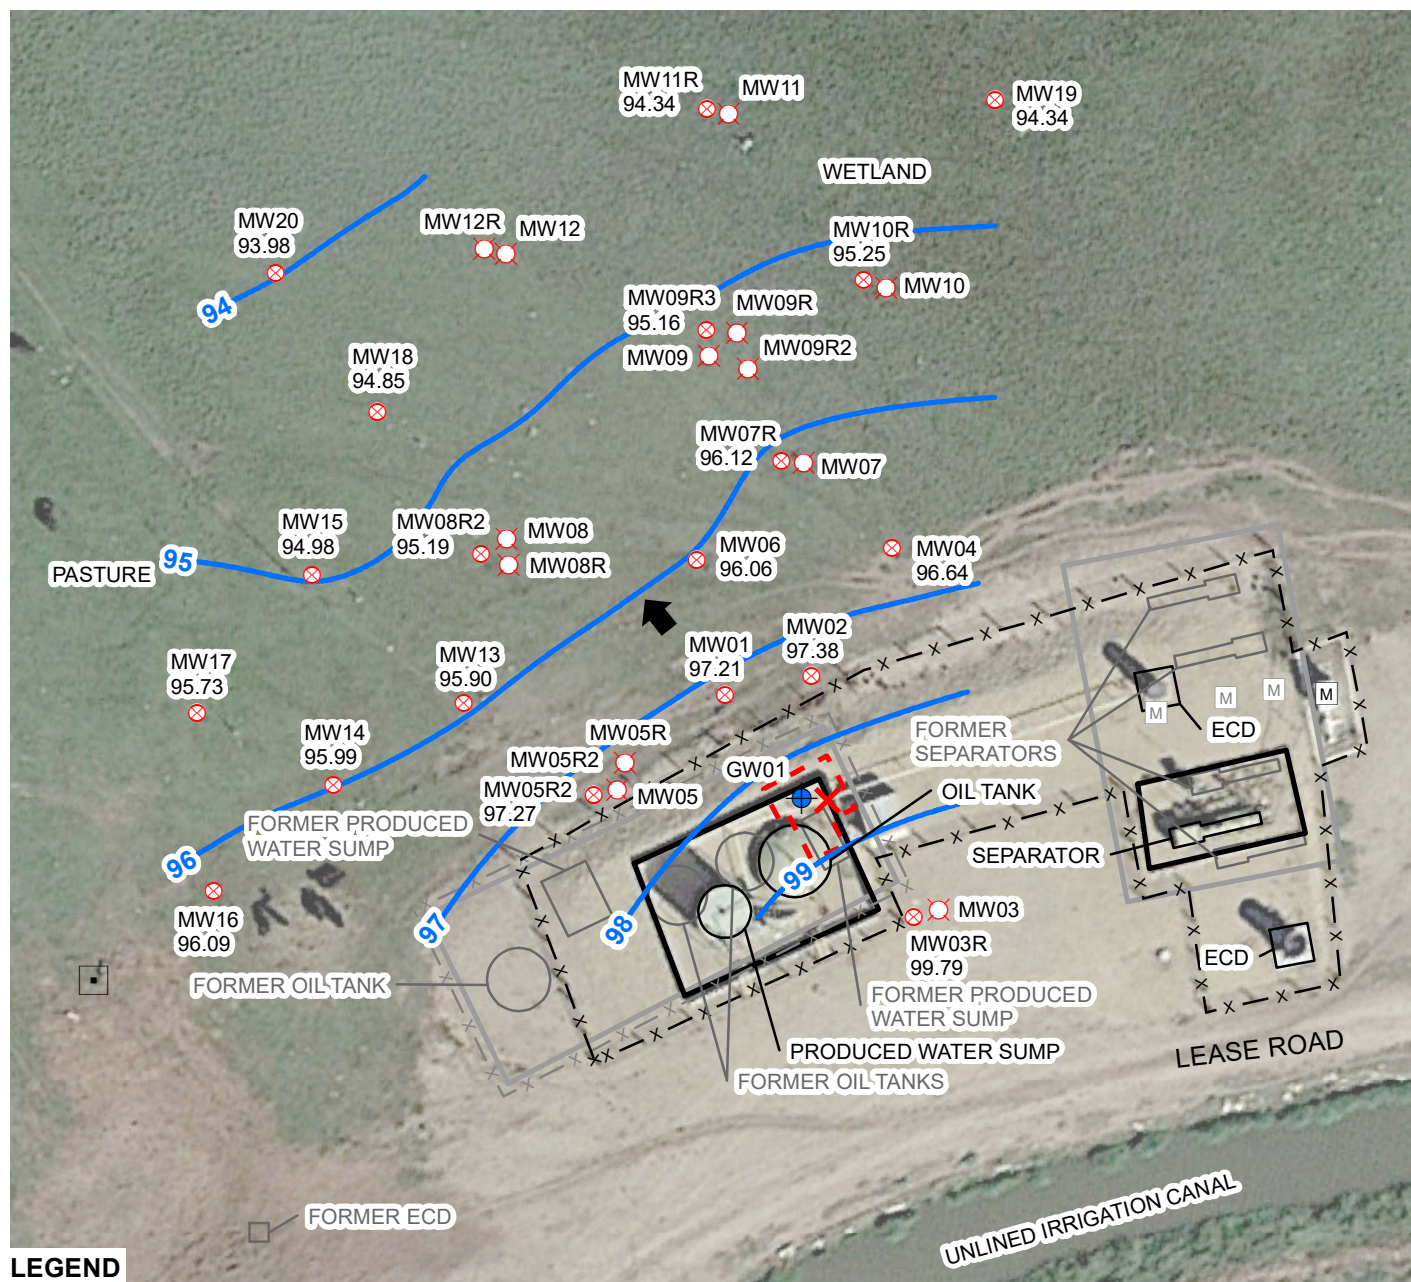 MW11R
94.34
MW11
MW19
94.34
WETLAND
MW20
93.98
MW12R
MW12
MW10R
95.25
MW10
94
MW09R3
95.16
MW09R
MW09
MW09R2
MW18
94.85
MW07R
96.12
MW07
MW15
94.98
MW08R2
95.19
MW08
MW08R
95
PASTURE
MW06
96.06
MW04
96.64
MW02
97.38
MW01
97.21
MW17
95.73
MW13
95.90
M
M
M
M
ECD
FORMER
SEPARATORS
MW14
95.99
MW05R
MW05R2
MW05R2
97.27
MW05
GW01
OIL TANK
FORMER PRODUCED
WATER SUMP
96
SEPARATOR
99
MW16
96.09
97
98
MW03
MW03R
99.79
ECD
FORMER OIL TANK
FORMER PRODUCED
WATER SUMP
PRODUCED WATER SUMP
LEASE ROAD
FORMER OIL TANKS
FORMER ECD
UNLINED IRRIGATION CANAL
LEGEND